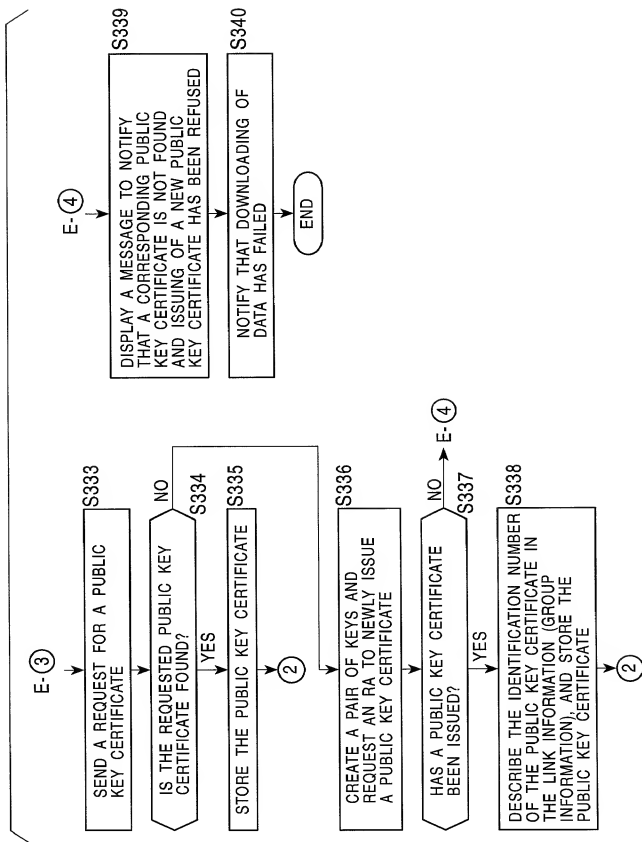 E-③
S333
SEND A REQUEST FOR A PUBLIC
KEY CERTIFICATE
S334
IS THE REQUESTED PUBLIC KEY
CERTIFICATE FOUND?
NO
YES
S335
STORE THE PUBLIC KEY CERTIFICATE
②
S336
CREATE A PAIR OF KEYS AND
REQUEST AN RA TO NEWLY ISSUE
A PUBLIC KEY CERTIFICATE
S337
HAS A PUBLIC KEY CERTIFICATE
BEEN ISSUED?
NO
E-④
YES
S338
DESCRIBE THE IDENTIFICATION NUMBER
OF THE PUBLIC KEY CERTIFICATE IN
THE LINK INFORMATION (GROUP
INFORMATION), AND STORE THE
PUBLIC KEY CERTIFICATE
②
E-④
S339
DISPLAY A MESSAGE TO NOTIFY
THAT A CORRESPONDING PUBLIC
KEY CERTIFICATE IS NOT FOUND
AND ISSUING OF A NEW PUBLIC
KEY CERTIFICATE HAS BEEN REFUSED
S340
NOTIFY THAT DOWNLOADING OF
DATA HAS FAILED
END